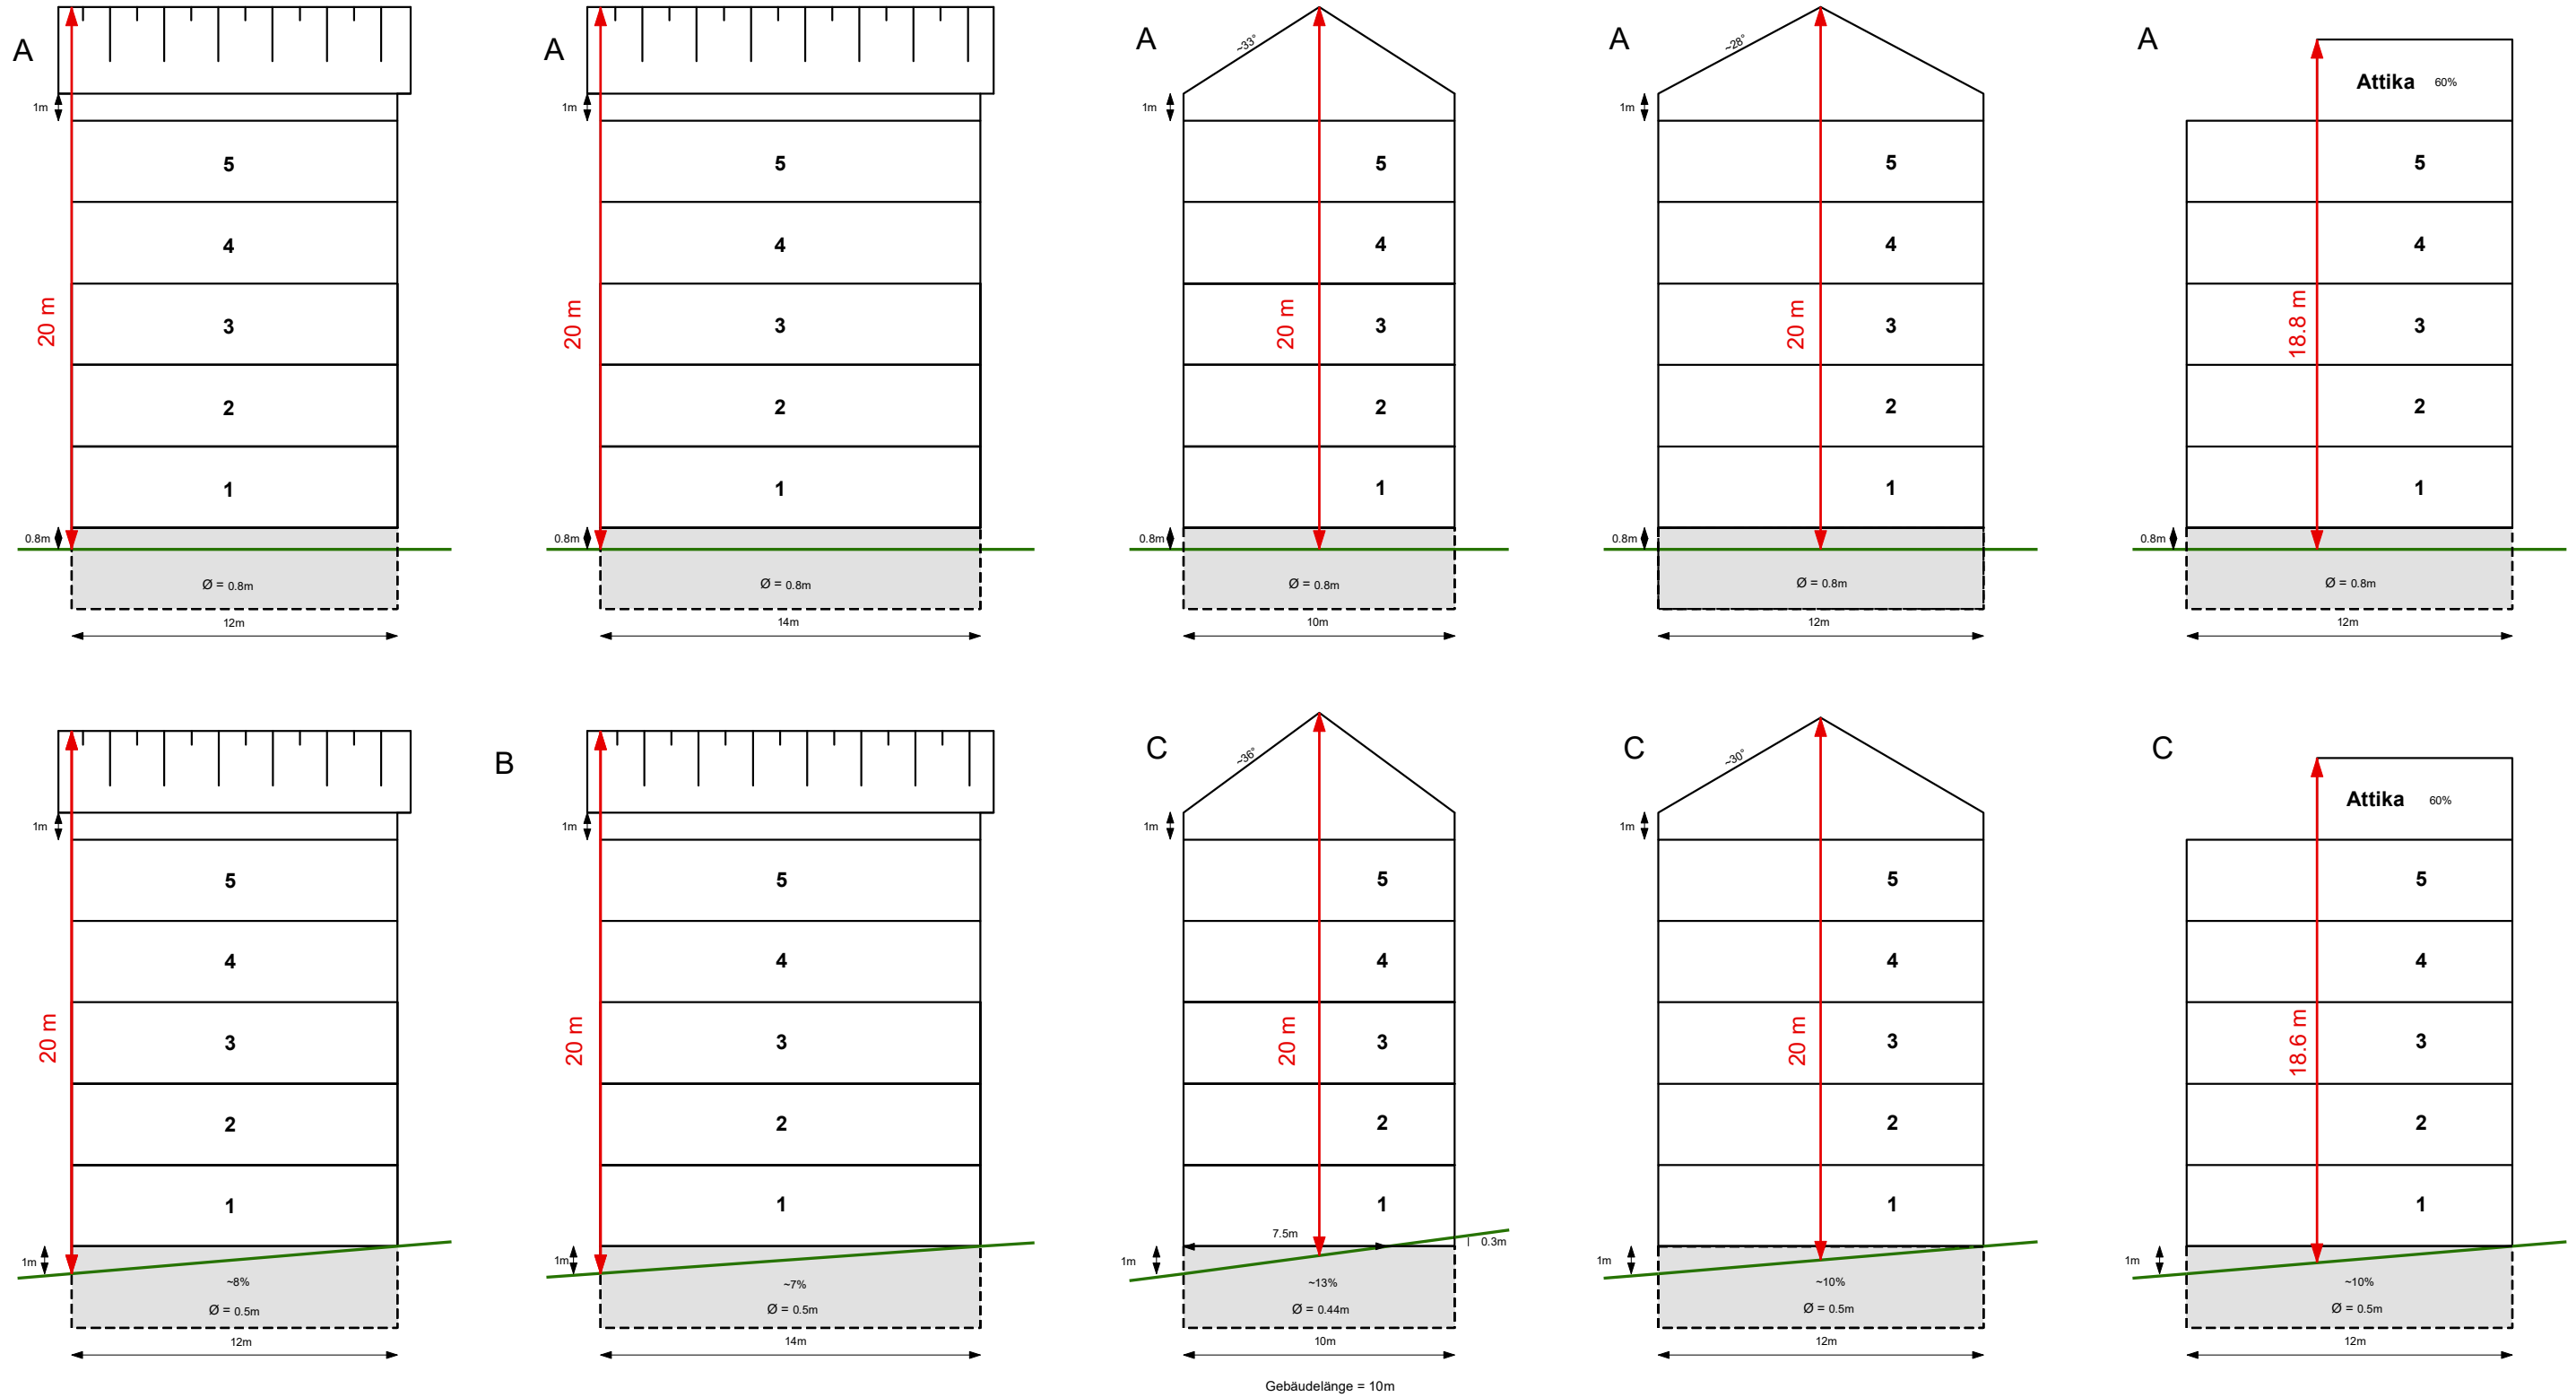 A
1m
5
4
3
2
1
20 m
0.8m
Ø = 0.8m
12m
A
1m
5
4
3
2
1
20 m
0.8m
Ø = 0.8m
14m
A
~33°
1m
5
4
3
2
1
20 m
0.8m
Ø = 0.8m
10m
A
~28°
1m
5
4
3
2
1
20 m
0.8m
Ø = 0.8m
12m
A
Attika 60%
5
4
3
2
1
18.8 m
0.8m
Ø = 0.8m
12m
1m
5
4
3
2
1
20 m
1m
~8%
Ø = 0.5m
12m
B
1m
5
4
3
2
1
20 m
1m
~7%
Ø = 0.5m
14m
C
~36°
1m
5
4
3
2
1
20 m
7.5m
0.3m
1m
~13%
Ø = 0.44m
10m
Gebäudelänge = 10m
C
~30°
1m
5
4
3
2
1
20 m
1m
~10%
Ø = 0.5m
12m
C
Attika 60%
5
4
3
2
1
18.6 m
1m
~10%
Ø = 0.5m
12m